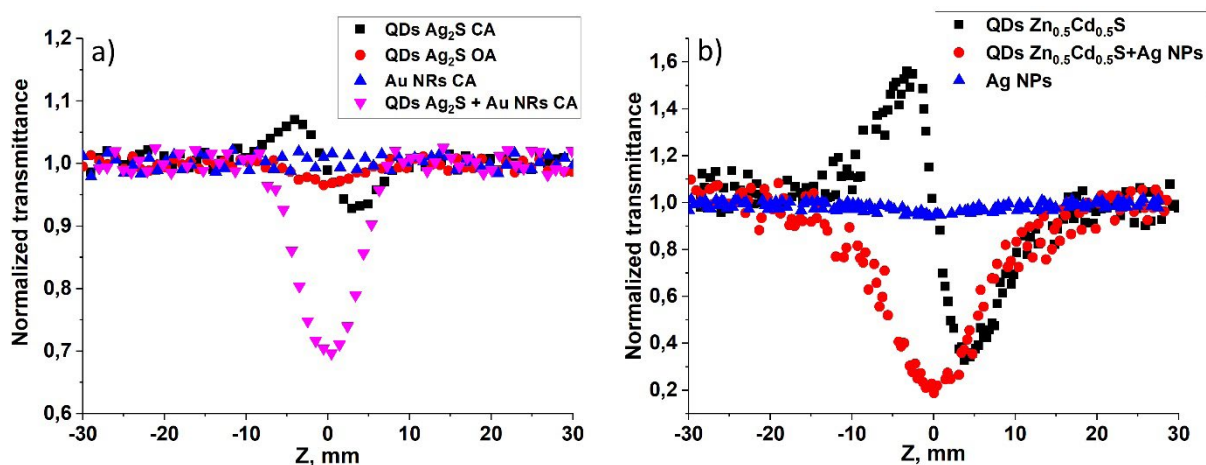 a)
QDs Ag₂S CA
QDs Ag₂S OA
Au NRs CA
QDs Ag₂S + Au NRs CA
Normalized transmittance
1,2
1,1
1,0
0,9
0,8
0,7
0,6
-30 -20 -10 0 10 20 30
Z, mm
b)
QDs Zn₀.₅Cd₀.₅S
QDs Zn₀.₅Cd₀.₅S+Ag NPs
Ag NPs
Normalized transmittance
1,6
1,4
1,2
1,0
0,8
0,6
0,4
0,2
-30 -20 -10 0 10 20 30
Z, mm